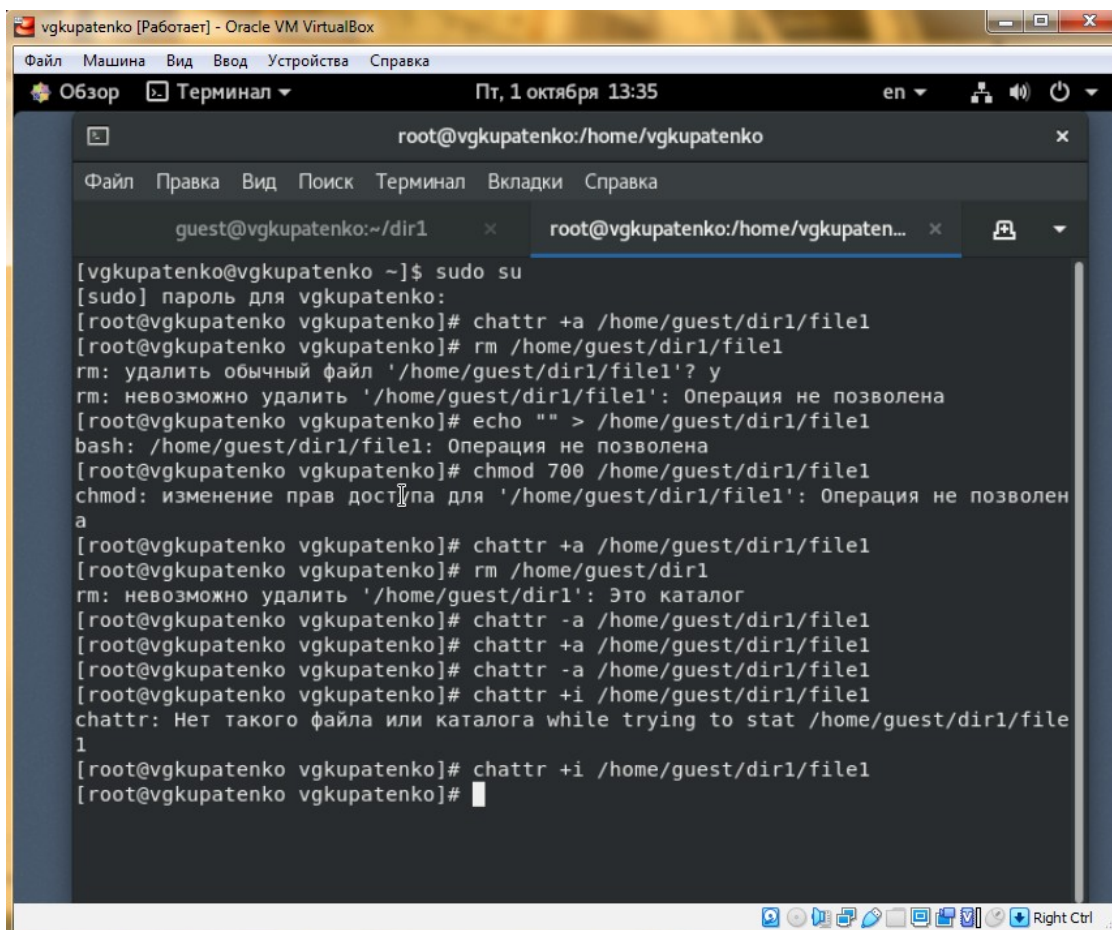 vgkupatenko [Работает] - Oracle VM VirtualBox
Файл Машина Вид Ввод Устройства Справка
Обзор Терминал Пт, 1 октября 13:35 en
root@vgkupatenko:/home/vgkupatenko
Файл Правка Вид Поиск Терминал Вкладки Справка
guest@vgkupatenko:~/dir1 root@vgkupatenko:/home/vgkupaten...
[vgkupatenko@vgkupatenko ~]$ sudo su
[sudo] пароль для vgkupatenko:
[root@vgkupatenko vgkupatenko]# chattr +a /home/guest/dir1/file1
[root@vgkupatenko vgkupatenko]# rm /home/guest/dir1/file1
rm: удалить обычный файл '/home/guest/dir1/file1'? y
rm: невозможно удалить '/home/guest/dir1/file1': Операция не позволена
[root@vgkupatenko vgkupatenko]# echo "" > /home/guest/dir1/file1
bash: /home/guest/dir1/file1: Операция не позволена
[root@vgkupatenko vgkupatenko]# chmod 700 /home/guest/dir1/file1
chmod: изменение прав доступа для '/home/guest/dir1/file1': Операция не позволен
а
[root@vgkupatenko vgkupatenko]# chattr +a /home/guest/dir1/file1
[root@vgkupatenko vgkupatenko]# rm /home/guest/dir1
rm: невозможно удалить '/home/guest/dir1': Это каталог
[root@vgkupatenko vgkupatenko]# chattr -a /home/guest/dir1/file1
[root@vgkupatenko vgkupatenko]# chattr +a /home/guest/dir1/file1
[root@vgkupatenko vgkupatenko]# chattr -a /home/guest/dir1/file1
[root@vgkupatenko vgkupatenko]# chattr +i /home/guest/dir1/file1
chattr: Нет такого файла или каталога while trying to stat /home/guest/dir1/file
1
[root@vgkupatenko vgkupatenko]# chattr +i /home/guest/dir1/file1
[root@vgkupatenko vgkupatenko]#
Right Ctrl